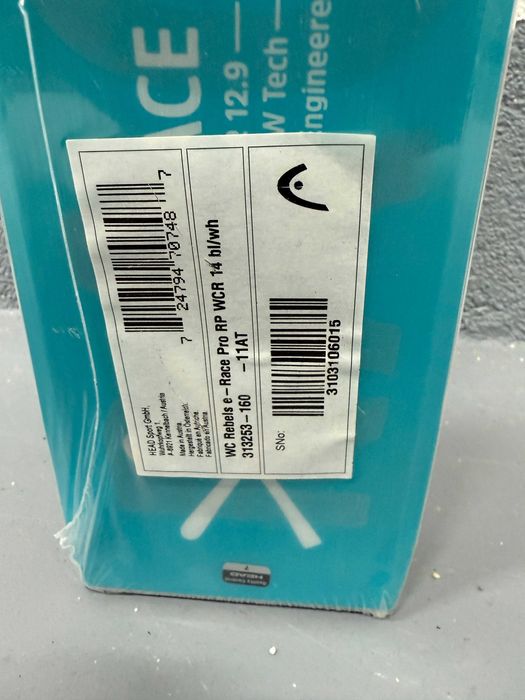 ACE
12.9 —
W Tech —
ngineere
7 24794 70748 7
HEAD Sport GmbH,
Wuhrkopfweg 1
A-6921 Kennelbach / Austria
Made in Austria
Hergestellt in Österreich
Fabriqué en Autriche
Fabricado en Austria
WC Rebels e-Race Pro RP WCR 14 bl/wh
313253-160 -11AT
SNo:
3103106015
HEAD